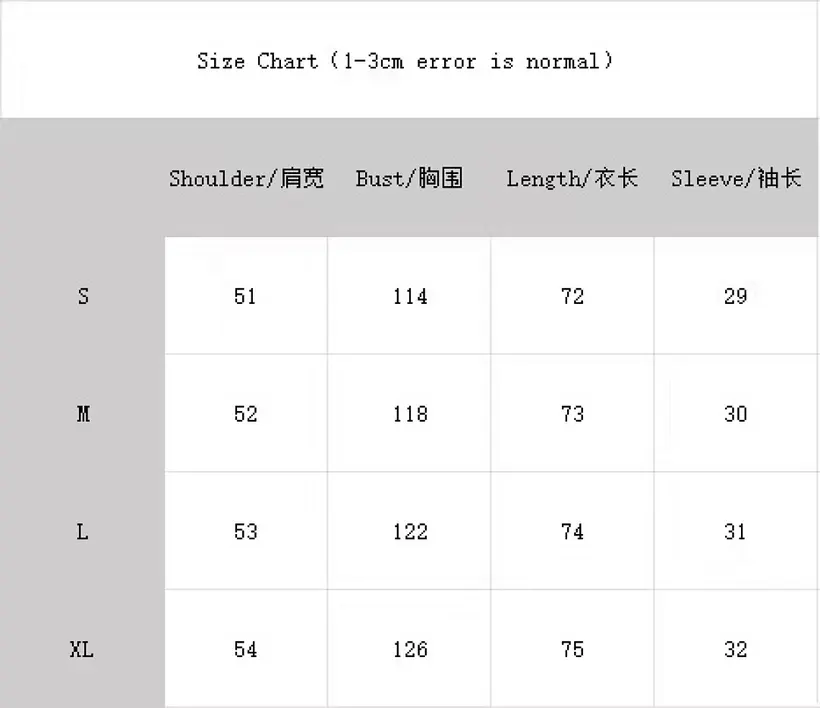 Size Chart（1-3cm error is normal）
Shoulder/肩宽 Bust/胸围 Length/衣长 Sleeve/袖长
S 51 114 72 29
M 52 118 73 30
L 53 122 74 31
XL 54 126 75 32